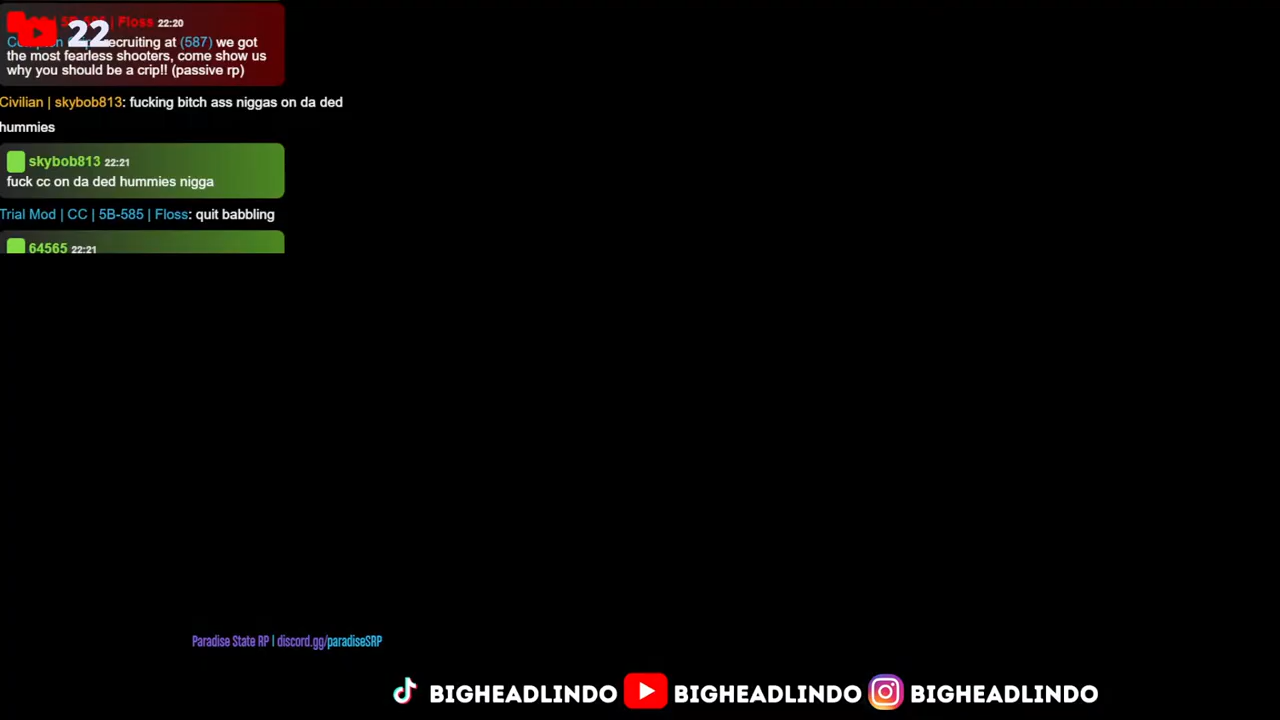 | Floss 22:20
22
recruiting at (587) we got
the most fearless shooters, come show us
why you should be a crip!! (passive rp)
Civilian | skybob813: fucking bitch ass niggas on da ded
hummies
skybob813 22:21
fuck cc on da ded hummies nigga
Trial Mod | CC | 5B-585 | Floss: quit babbling
64565 22:21
Paradise State RP | discord.gg/paradiseSRP
BIGHEADLINDO BIGHEADLINDO BIGHEADLINDO